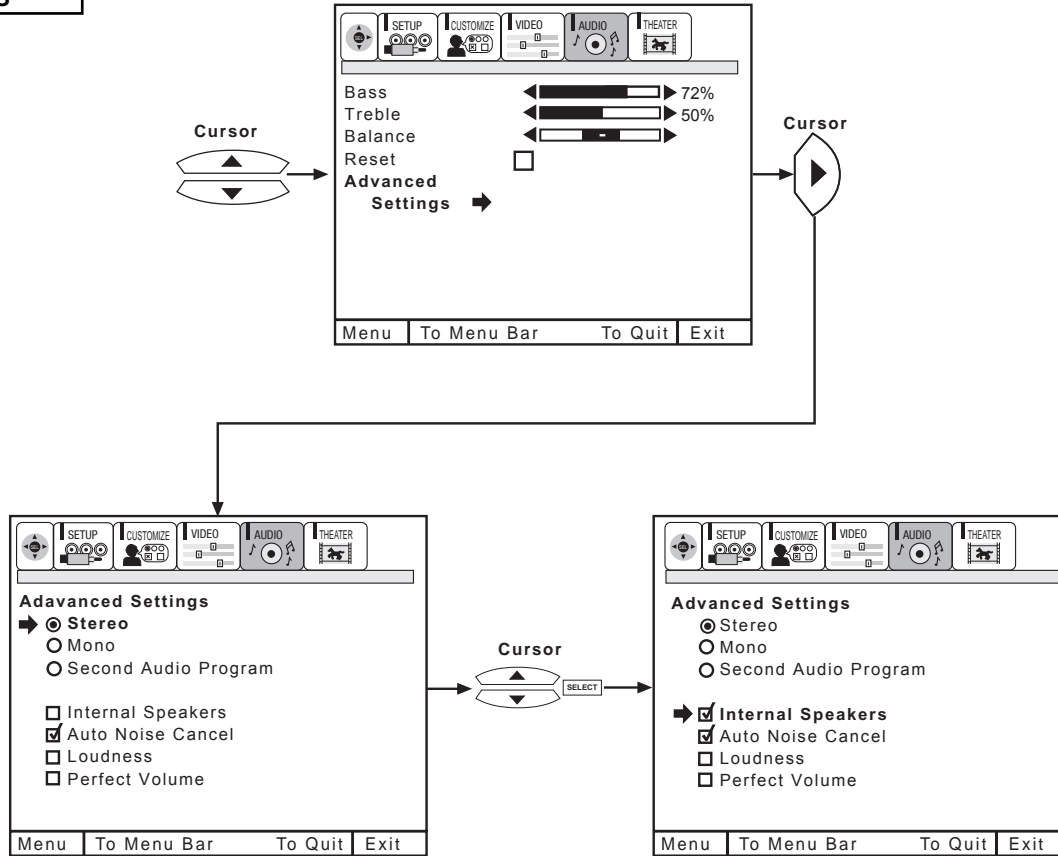 SETUP CUSTOMIZE VIDEO AUDIO THEATER
SEL
Bass 72%
Treble 50%
Balance
Reset
Advanced
Settings
Menu To Menu Bar To Quit Exit
Cursor
Cursor
SETUP CUSTOMIZE VIDEO AUDIO THEATER
SEL
Adavanced Settings
Stereo
Mono
Second Audio Program
Internal Speakers
Auto Noise Cancel
Loudness
Perfect Volume
Menu To Menu Bar To Quit Exit
Cursor
SELECT
SETUP CUSTOMIZE VIDEO AUDIO THEATER
SEL
Advanced Settings
Stereo
Mono
Second Audio Program
Internal Speakers
Auto Noise Cancel
Loudness
Perfect Volume
Menu To Menu Bar To Quit Exit